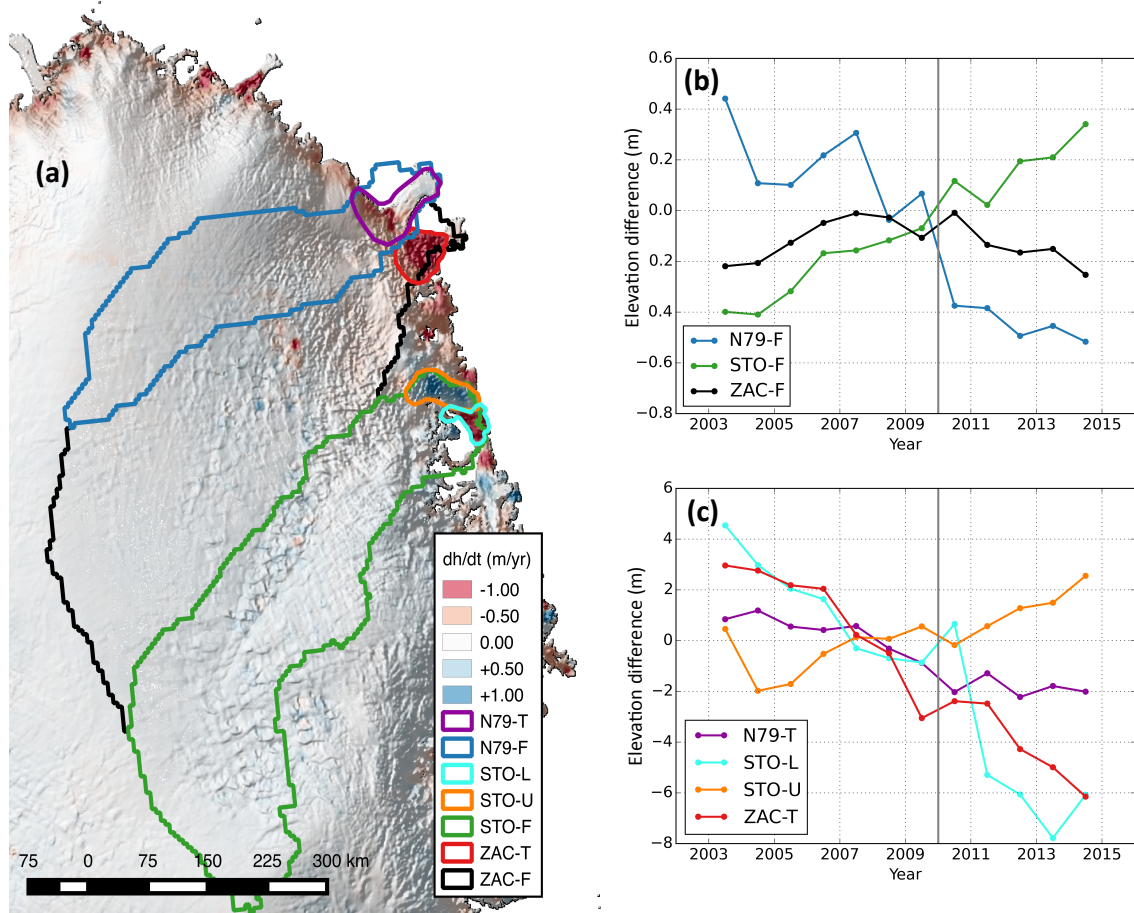 (a)
dh/dt (m/yr)
-1.00
-0.50
0.00
+0.50
+1.00
N79-T
N79-F
STO-L
STO-U
STO-F
ZAC-T
ZAC-F
75 0 75 150 225 300 km
(b)
Elevation difference (m)
0.6
0.4
0.2
0.0
0.2
0.4
−0.6
−0.8
N79-F
STO-F
ZAC-F
2003 2005 2007 2009 2011 2013 2015
Year
(c)
Elevation difference (m)
6
4
2
0
−2
−4
−6
−8
N79-T
STO-L
STO-U
ZAC-T
2003 2005 2007 2009 2011 2013 2015
Year